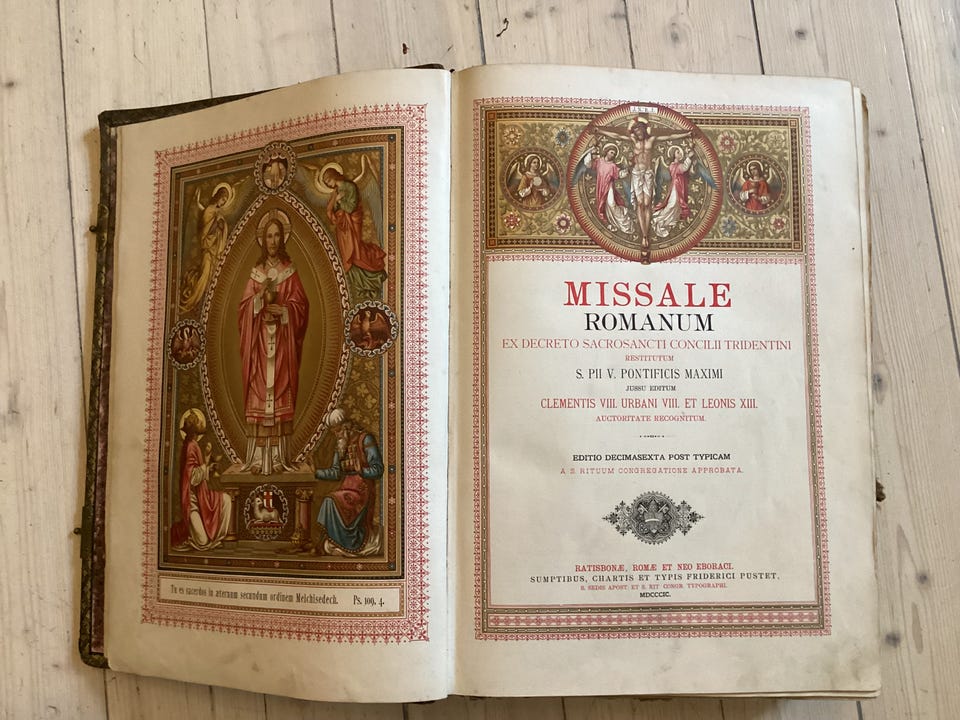 Tu es sacerdos in æternum secundum ordinem Melchisedech. Ps. 109. 4.
I.N.R.I.
MISSALE
ROMANUM
EX DECRETO SACROSANCTI CONCILII TRIDENTINI
RESTITUTUM
S. PII V. PONTIFICIS MAXIMI
JUSSU EDITUM
CLEMENTIS VIII. URBANI VIII. ET LEONIS XIII.
AUCTORITATE RECOGNITUM.
EDITIO DECIMASEXTA POST TYPICAM
A S. RITUUM CONGREGATIONE APPROBATA.
RATISBONÆ, ROMÆ ET NEO EBORACI.
SUMPTIBUS, CHARTIS ET TYPIS FRIDERICI PUSTET,
S. SEDIS APOST. ET S. RIT. CONGR. TYPOGRAPHI.
MDCCCIC.